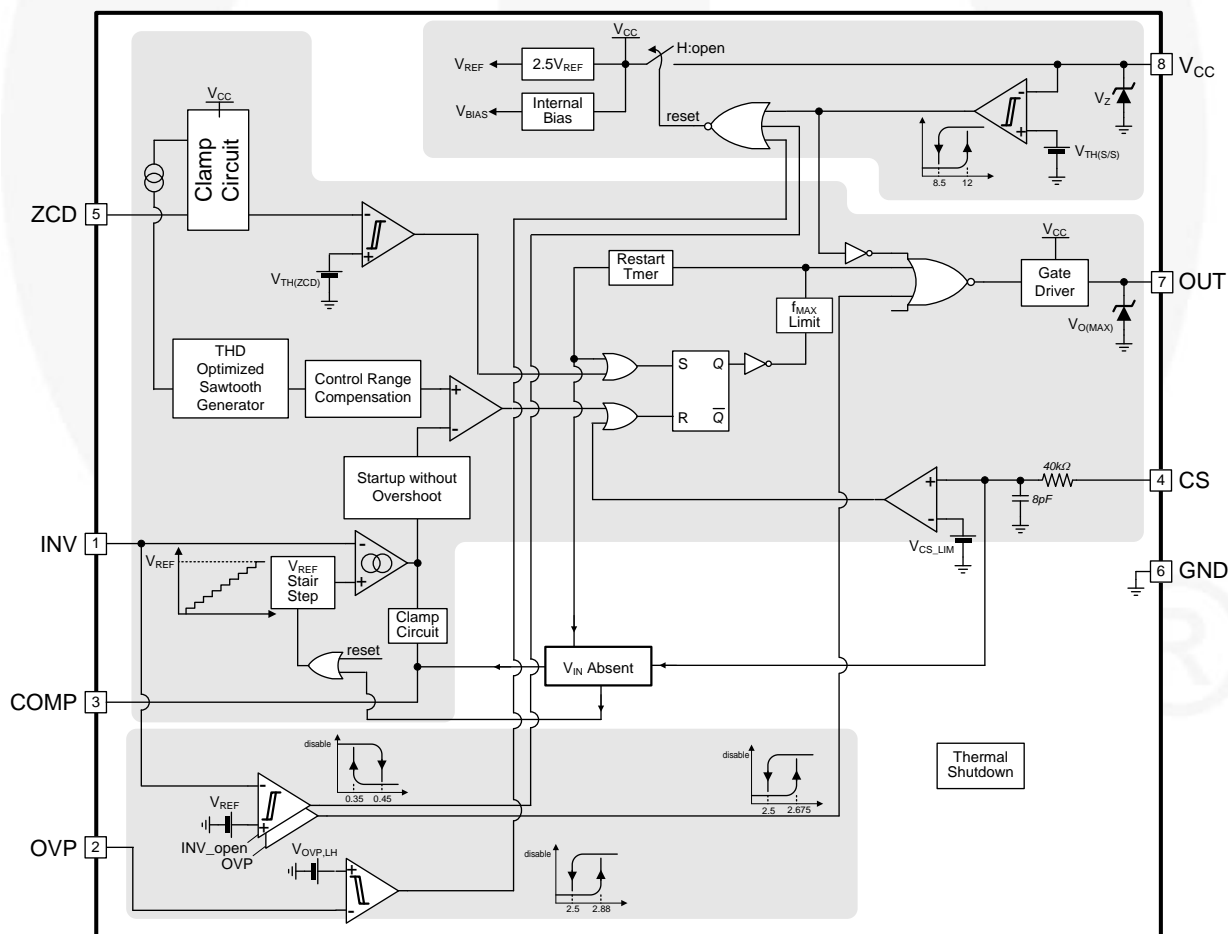 VCC
H:open
VREF
2.5VREF
8
VCC
VBIAS
Internal
Bias
reset
VZ
VTH(S/S)
8.5
12
VCC
Clamp
Circuit
ZCD
5
VTH(ZCD)
Restart
Tmer
VCC
Gate
Driver
7
OUT
VO(MAX)
fMAX
Limit
THD
Optimized
Sawtooth
Generator
Control Range
Compensation
S
Q
R
Q
Startup without
Overshoot
40kΩ
8pF
4
CS
VCS_LIM
INV
1
VREF
VREF
Stair
Step
6
GND
Clamp
Circuit
reset
VIN Absent
COMP
3
disable
0.35
0.45
disable
2.5
2.675
Thermal
Shutdown
VREF
INV_open
OVP
OVP
2
VOVP,LH
disable
2.5
2.88
R